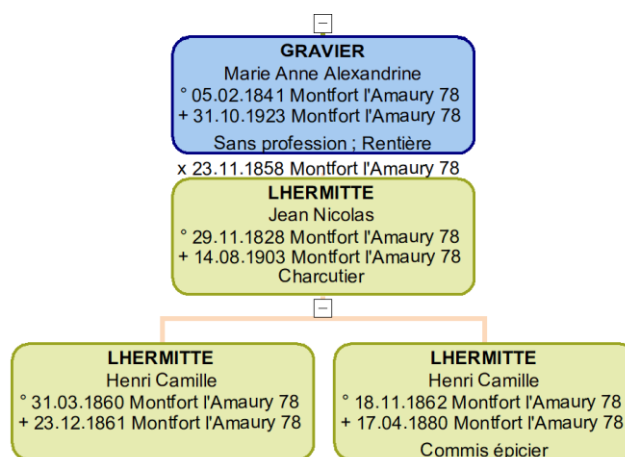 GRAVIER
Marie Anne Alexandrine
° 05.02.1841 Montfort l'Amaury 78
+ 31.10.1923 Montfort l'Amaury 78
Sans profession ; Rentière
x 23.11.1858 Montfort l'Amaury 78
LHERMITTE
Jean Nicolas
° 29.11.1828 Montfort l'Amaury 78
+ 14.08.1903 Montfort l'Amaury 78
Charcutier
LHERMITTE
Henri Camille
° 31.03.1860 Montfort l'Amaury 78
+ 23.12.1861 Montfort l'Amaury 78
LHERMITTE
Henri Camille
° 18.11.1862 Montfort l'Amaury 78
+ 17.04.1880 Montfort l'Amaury 78
Commis épicier